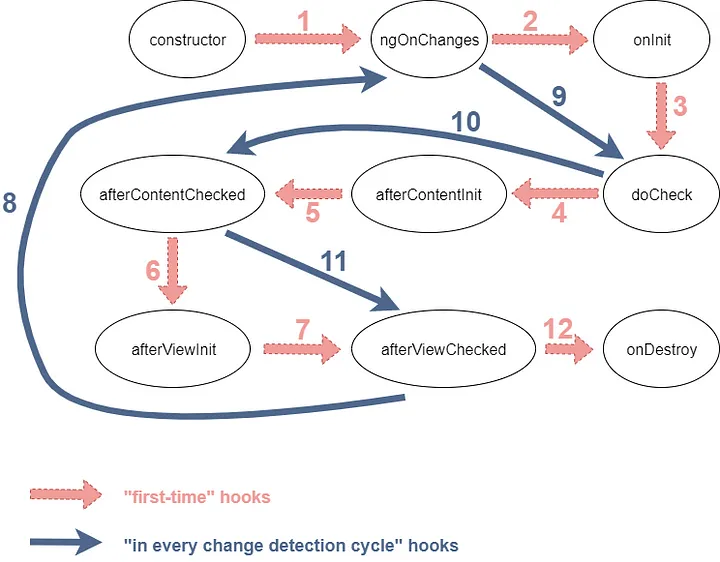 constructor 1 ngOnChanges 2 onInit
9 3
10
8 afterContentChecked 5 afterContentInit 4 doCheck
6 11
afterViewInit 7 afterViewChecked 12 onDestroy
"first-time" hooks
"in every change detection cycle" hooks